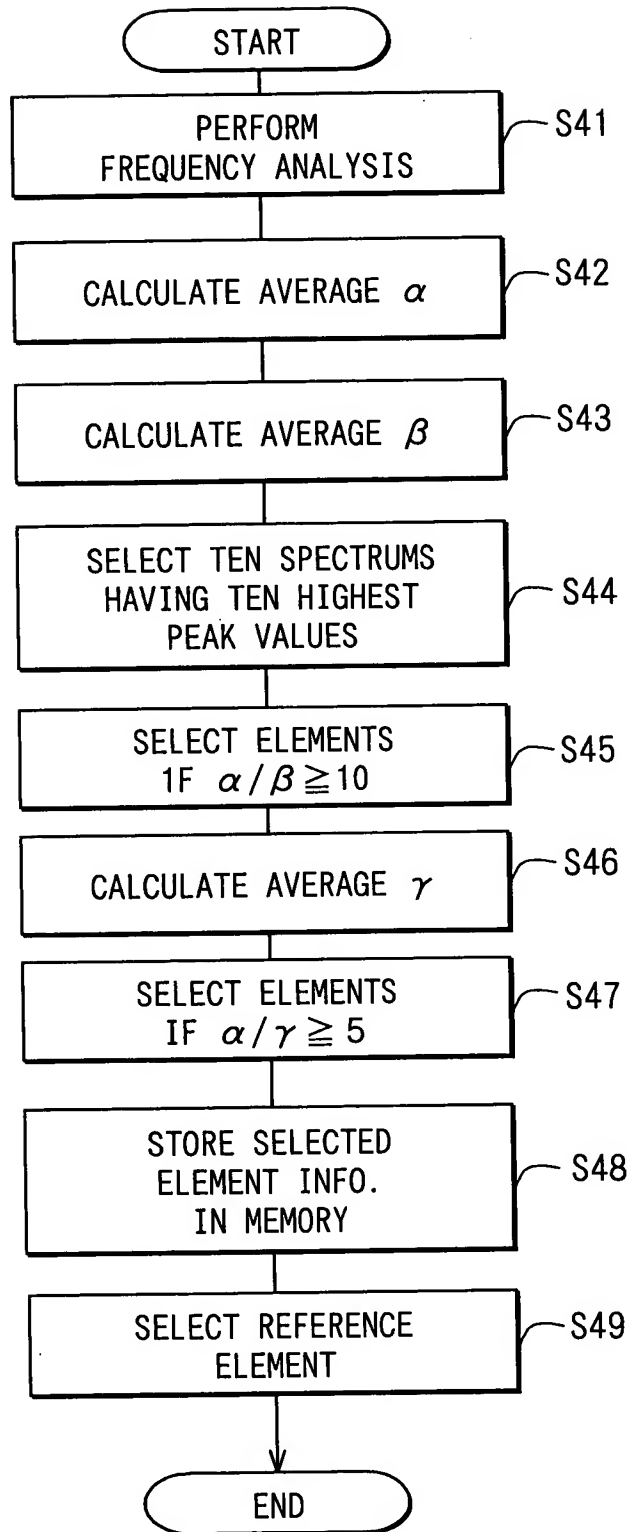 START
PERFORM
FREQUENCY ANALYSIS
S41
CALCULATE AVERAGE α
S42
CALCULATE AVERAGE β
S43
SELECT TEN SPECTRUMS
HAVING TEN HIGHEST
PEAK VALUES
S44
SELECT ELEMENTS
1F α/β≧10
S45
CALCULATE AVERAGE γ
S46
SELECT ELEMENTS
IF α/γ≧5
S47
STORE SELECTED
ELEMENT INFO.
IN MEMORY
S48
SELECT REFERENCE
ELEMENT
S49
END